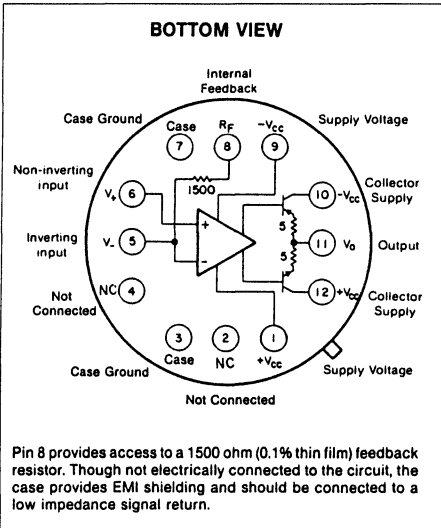 BOTTOM VIEW
Internal
Feedback
Case Ground
Supply Voltage
Case
7
RF
8
-Vcc
9
1500
Non-inverting
input
V+
6
10
-Vcc
Collector
Supply
+
5
Inverting
input
V-
5
11
Vo
Output
-
5
NC
4
Not
Connected
12
+Vcc
Collector
Supply
3
Case
2
NC
1
+Vcc
Case Ground
Supply Voltage
Not Connected
Pin 8 provides access to a 1500 ohm (0.1% thin film) feedback
resistor. Though not electrically connected to the circuit, the
case provides EMI shielding and should be connected to a
low impedance signal return.